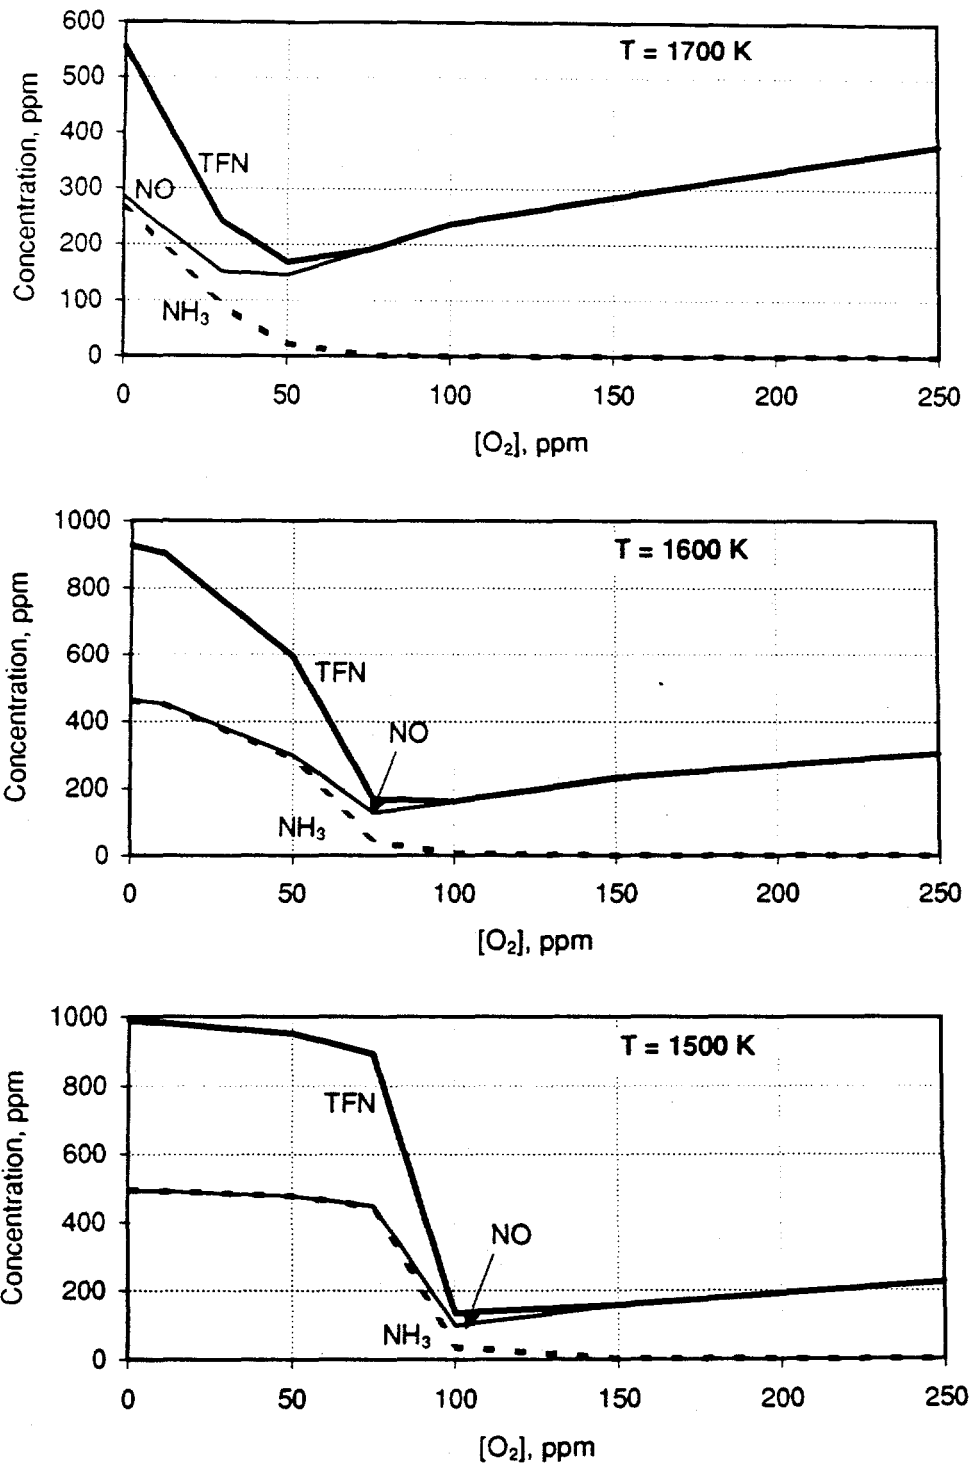 600
T = 1700 K
500
400
TFN
300
NO
200
100
NH₃
0
Concentration, ppm
0 50 100 150 200 250
[O₂], ppm
1000
T = 1600 K
800
600
TFN
400
NO
200
NH₃
0
Concentration, ppm
0 50 100 150 200 250
[O₂], ppm
1000
T = 1500 K
800
TFN
600
400
NO
200
NH₃
0
Concentration, ppm
0 50 100 150 200 250
[O₂], ppm